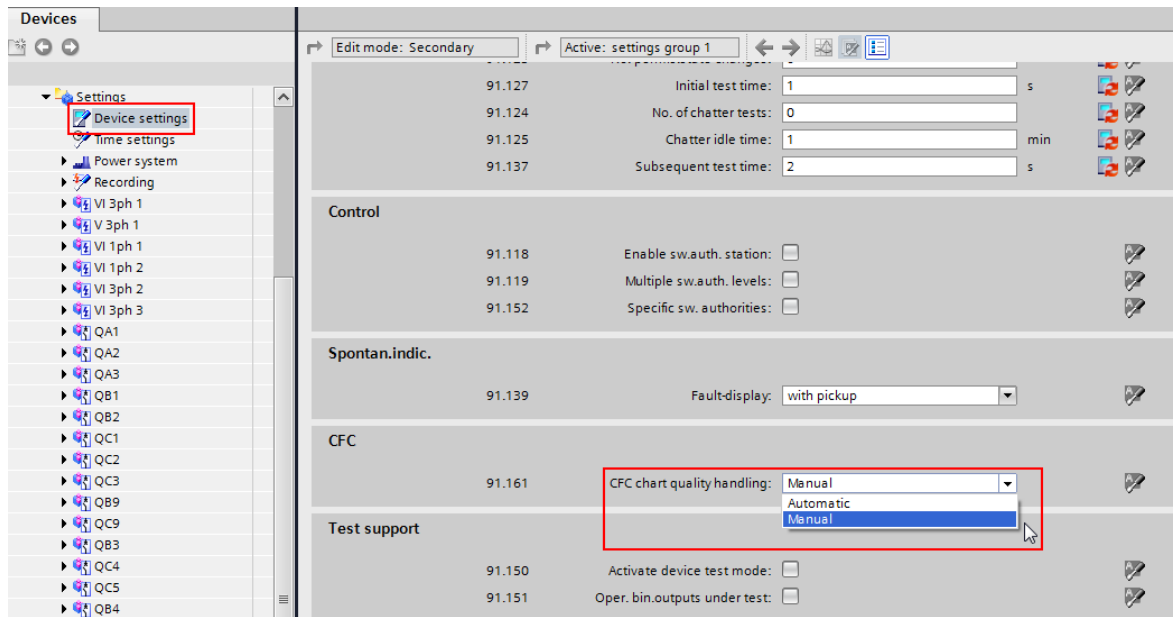 Devices
Edit mode: Secondary
Active: settings group 1
91.127 Initial test time: 1 s
91.124 No. of chatter tests: 0
91.125 Chatter idle time: 1 min
91.137 Subsequent test time: 2 s
Control
91.118 Enable sw.auth. station:
91.119 Multiple sw.auth. levels:
91.152 Specific sw. authorities:
Spontan.indic.
91.139 Fault-display: with pickup
CFC
91.161 CFC chart quality handling: Manual
Automatic
Manual
Test support
91.150 Activate device test mode:
91.151 Oper. bin.outputs under test:
Settings
Device settings
Time settings
Power system
Recording
VI 3ph 1
V 3ph 1
VI 1ph 1
VI 1ph 2
VI 3ph 2
VI 3ph 3
QA1
QA2
QA3
QB1
QB2
QC1
QC2
QC3
QB9
QC9
QB3
QC4
QC5
QB4